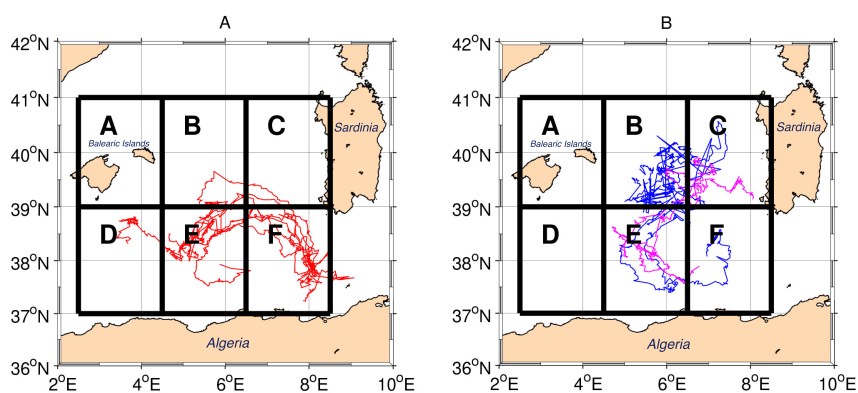 A
B
42°N
41°N
40°N
39°N
38°N
37°N
36°N
2°E
4°E
6°E
8°E
10°E
A
B
C
D
E
F
Balearic Islands
Sardinia
Algeria
42°N
41°N
40°N
39°N
38°N
37°N
36°N
2°E
4°E
6°E
8°E
10°E
A
B
C
D
E
F
Balearic Islands
Sardinia
Algeria